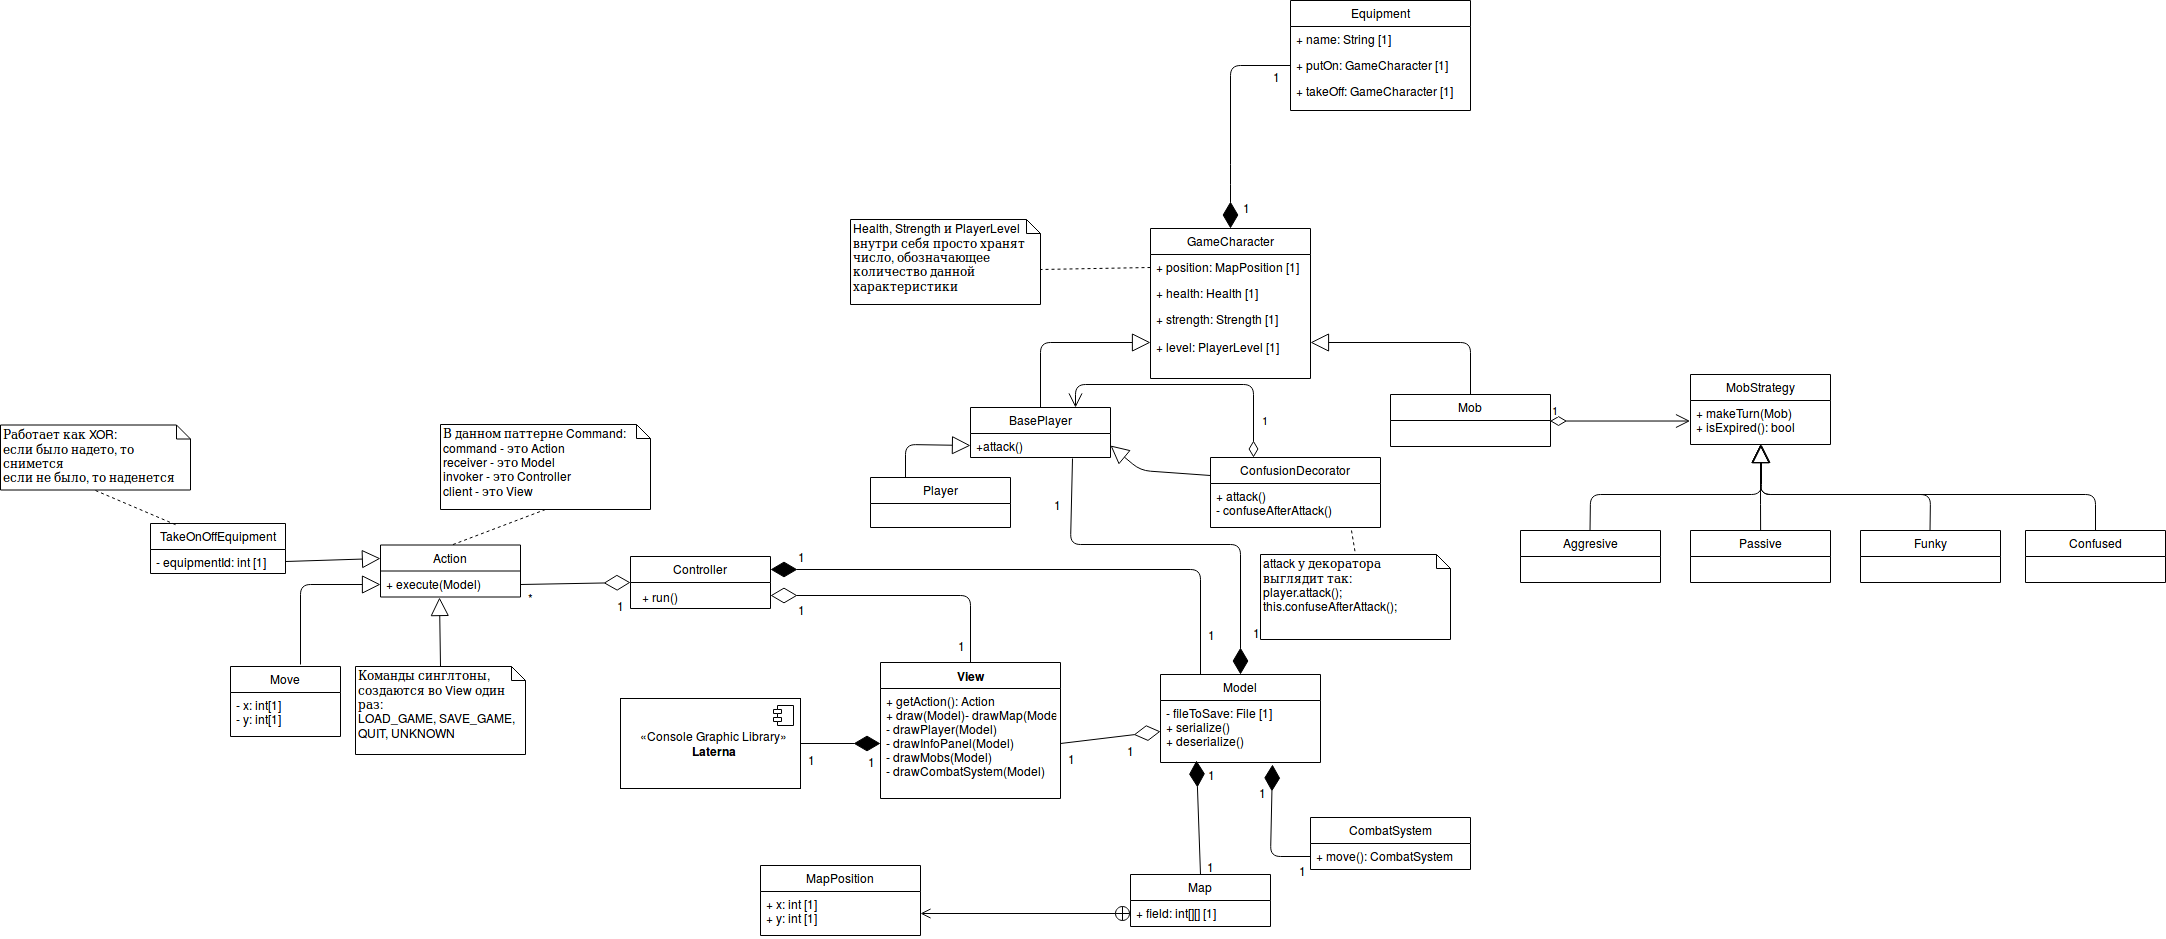 Equipment
+ name: String [1]
+ putOn: GameCharacter [1]
+ takeOff: GameCharacter [1]
1
1
Health, Strength и PlayerLevel
внутри себя просто хранят
число, обозначающее
количество данной
характеристики
GameCharacter
+ position: MapPosition [1]
+ health: Health [1]
+ strength: Strength [1]
+ level: PlayerLevel [1]
MobStrategy
+ makeTurn(Mob)
+ isExpired(): bool
Mob
1
BasePlayer
+attack()
1
Работает как XOR:
если было надето, то
снимется
если не было, то наденется
В данном паттерне Command:
command - это Action
receiver - это Model
invoker - это Controller
client - это View
Player
ConfusionDecorator
+ attack()
- confuseAfterAttack()
1
Aggresive
Passive
Funky
Confused
TakeOnOffEquipment
- equipmentId: int [1]
Action
+ execute(Model)
*
1
Controller
+ run()
1
1
attack у декоратора
выглядит так:
player.attack();
this.confuseAfterAttack();
1
1
1
Move
- x: int[1]
- y: int[1]
Команды синглтоны,
создаются во View один
раз:
LOAD_GAME, SAVE_GAME,
QUIT, UNKNOWN
View
+ getAction(): Action
+ draw(Model)- drawMap(Mode
- drawPlayer(Model)
- drawInfoPanel(Model)
- drawMobs(Model)
- drawCombatSystem(Model)
Model
- fileToSave: File [1]
+ serialize()
+ deserialize()
«Console Graphic Library»
Laterna
1
1
1
1
1
1
CombatSystem
+ move(): CombatSystem
1
1
MapPosition
+ x: int [1]
+ y: int [1]
Map
+ field: int[][] [1]